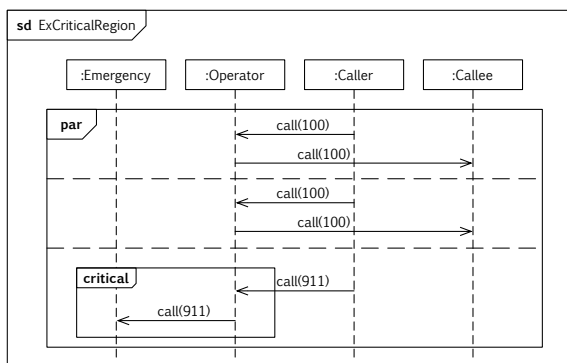 sd ExCriticalRegion
:Emergency :Operator :Caller :Callee
par
call(100)
call(100)
call(100)
call(100)
critical
call(911)
call(911)